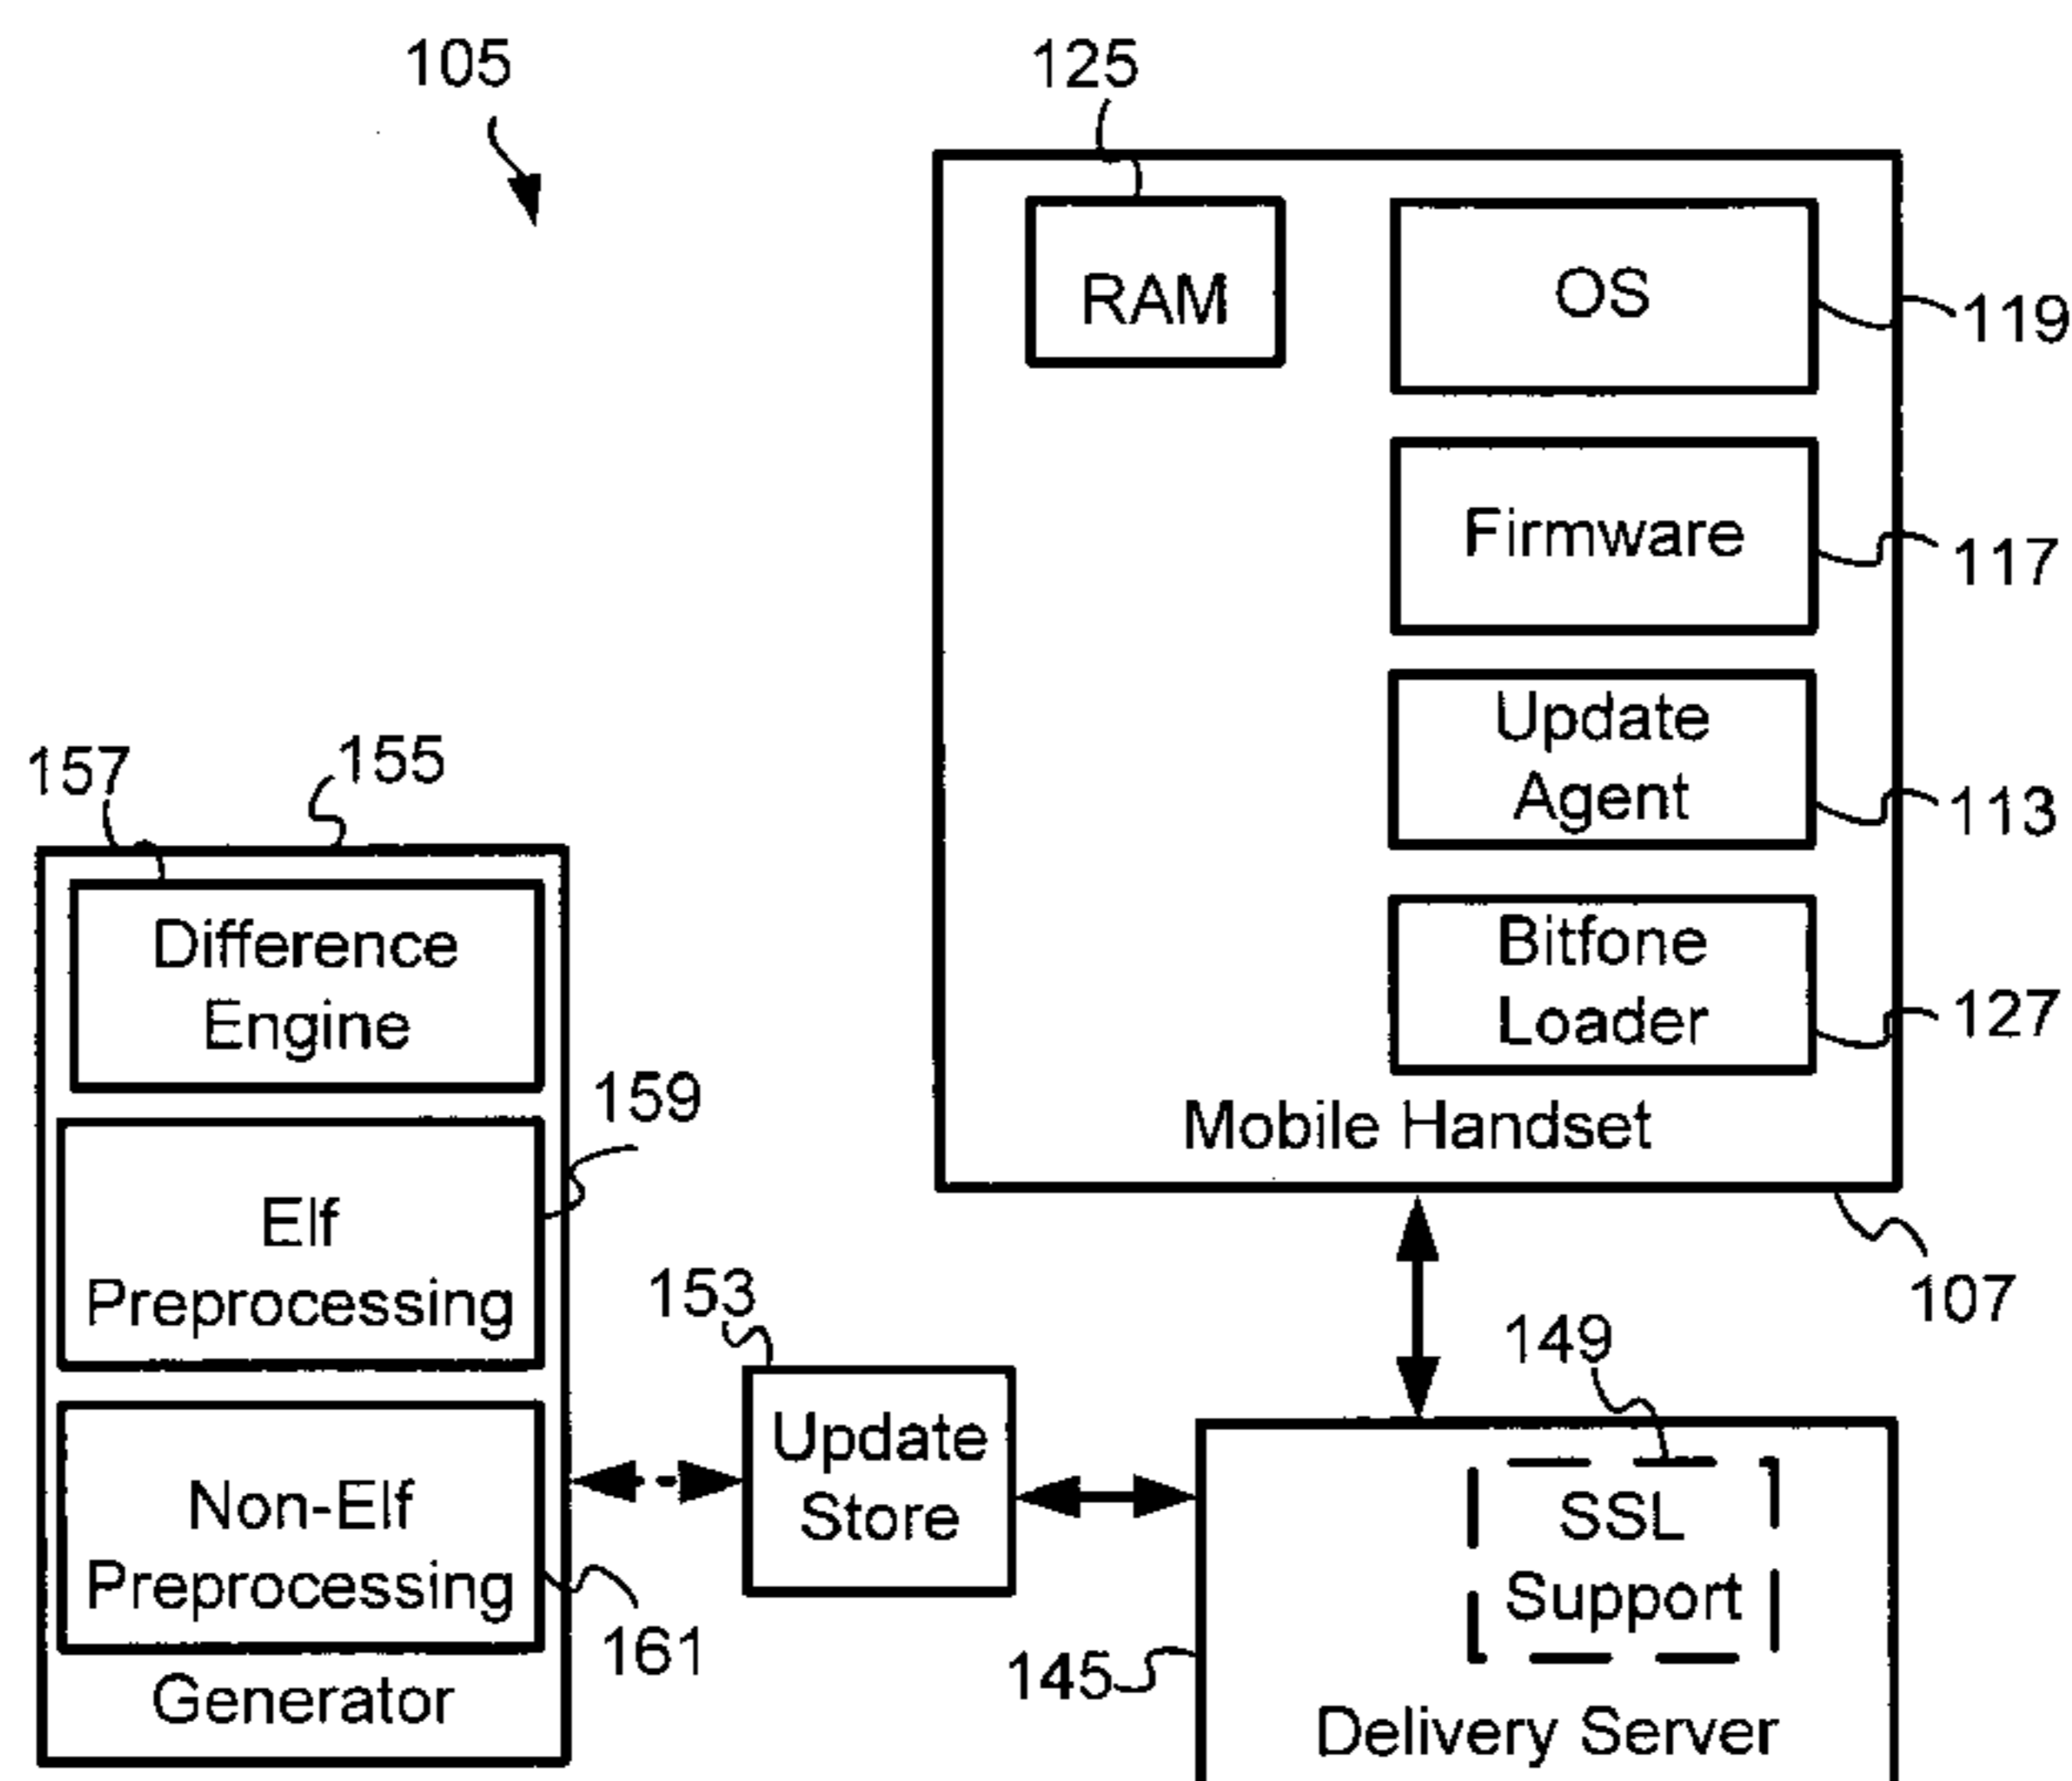 105
125
RAM
OS
119
Firmware
117
Update
Agent
113
Bitfone
Loader
127
Mobile Handset
107
157
155
Difference
Engine
159
Elf
Preprocessing
Non-Elf
Preprocessing
161
Generator
153
Update
Store
149
SSL
Support
145
Delivery Server